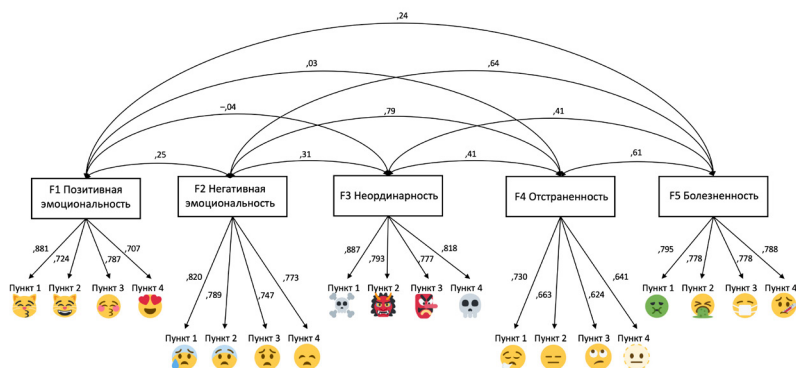 ,24
,03
,64
–,04
,79
,41
,25
,31
,41
,61
F1 Позитивная
эмоциональность
F2 Негативная
эмоциональность
F3 Неординарность
F4 Отстраненность
F5 Болезненность
,881
,724
,787
,707
Пункт 1
Пункт 2
Пункт 3
Пункт 4
,820
,789
,747
,773
Пункт 1
Пункт 2
Пункт 3
Пункт 4
,887
,793
,777
,818
Пункт 1
Пункт 2
Пункт 3
Пункт 4
,730
,663
,624
,641
Пункт 1
Пункт 2
Пункт 3
Пункт 4
,795
,778
,778
,788
Пункт 1
Пункт 2
Пункт 3
Пункт 4